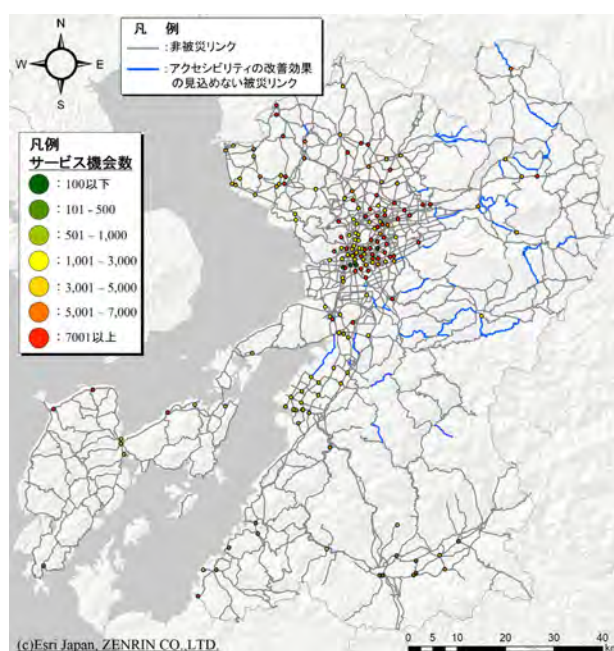 N
W E
S
凡 例
：非被災リンク
：アクセシビリティの改善効果
の見込めない被災リンク
凡例
サービス機会数
：100以下
：101 ~ 500
：501 ~ 1,000
：1,001 ~ 3,000
：3,001 ~ 5,000
：5,001 ~ 7,000
：7001以上
(c)Esri Japan, ZENRIN CO.,LTD.
0 5 10 20 30 40